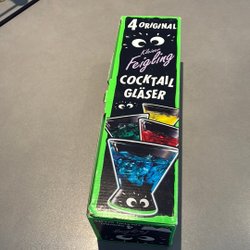 4 ORIGINAL
Kleiner
Feigling
COCKTAIL
GLÄSER